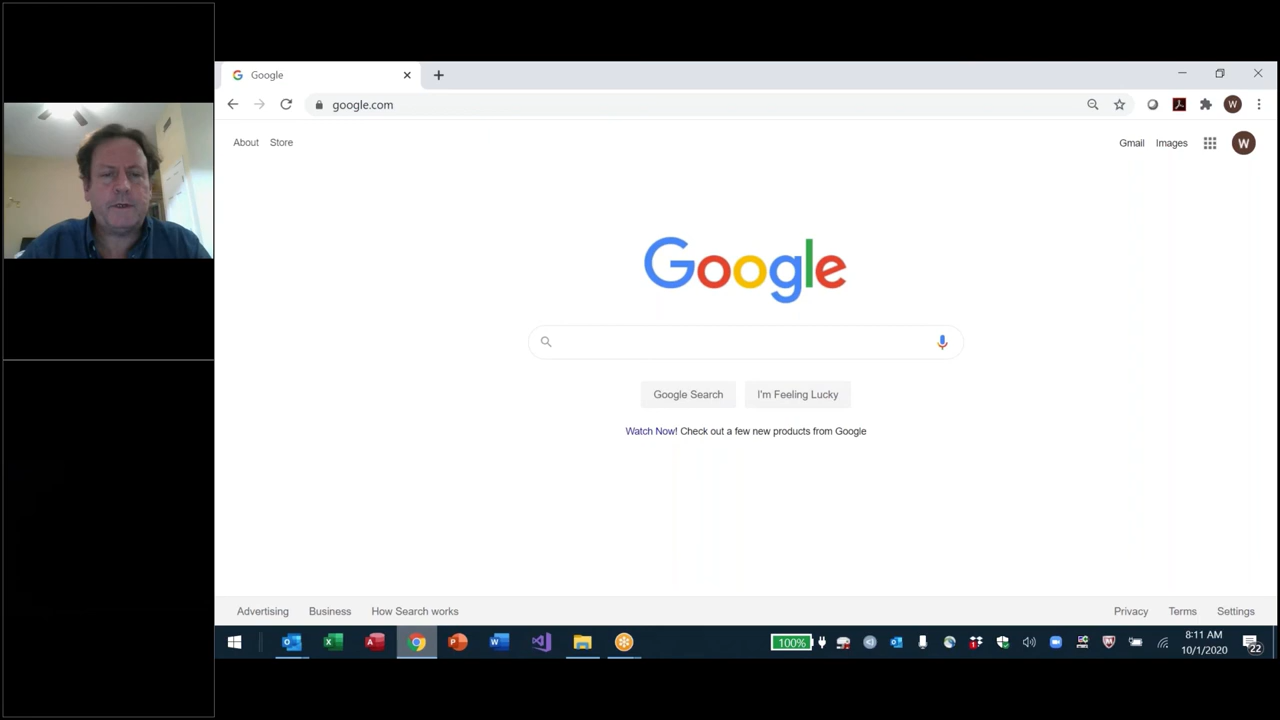 Google
google.com
W
About Store
Gmail Images W
Google
Google Search I'm Feeling Lucky
Watch Now! Check out a few new products from Google
Advertising Business How Search works
Privacy Terms Settings
100%
8:11 AM
10/1/2020
22